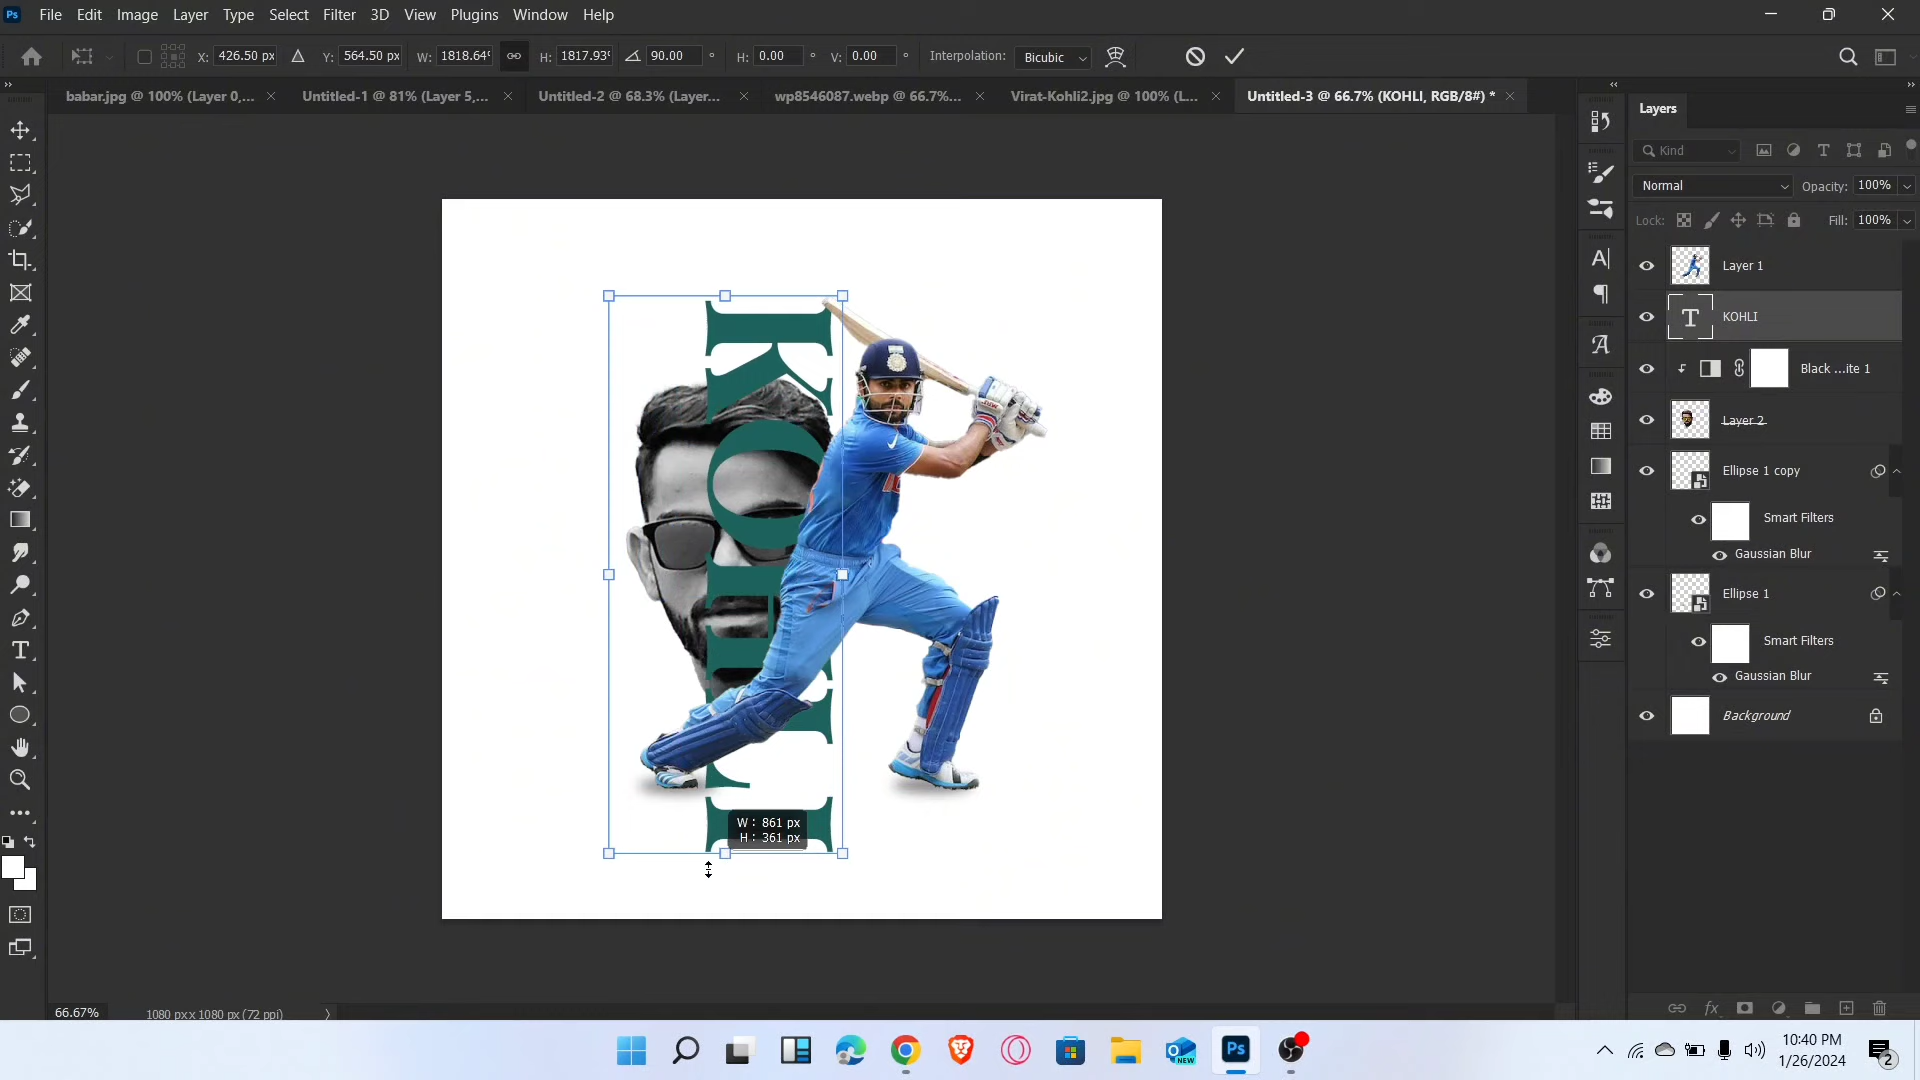 Ps File Edit Image Layer Type Select Filter 3D View Plugins Window Help
X: 426.50 px Y: 564.50 px W: 1818.64% H: 1817.93% 90.00 ° H: 0.00 ° V: 0.00 ° Interpolation: Bicubic
babar.jpg @ 100% (Layer 0,... Untitled-1 @ 81% (Layer 5,... Untitled-2 @ 68.3% (Layer... wp8546087.webp @ 66.7%... Virat-Kohli2.jpg @ 100% (L... Untitled-3 @ 66.7% (KOHLI, RGB/8#) *
Layers
Kind
Normal Opacity: 100%
Lock: Fill: 100%
Layer 1
KOHLI
Black ...ite 1
Layer 2
Ellipse 1 copy
Smart Filters
Gaussian Blur
Ellipse 1
Smart Filters
Gaussian Blur
Background
KOHLI
W: 861 px
H: 361 px
66.67% 1080 px x 1080 px (72 ppi)
10:40 PM
1/26/2024
2